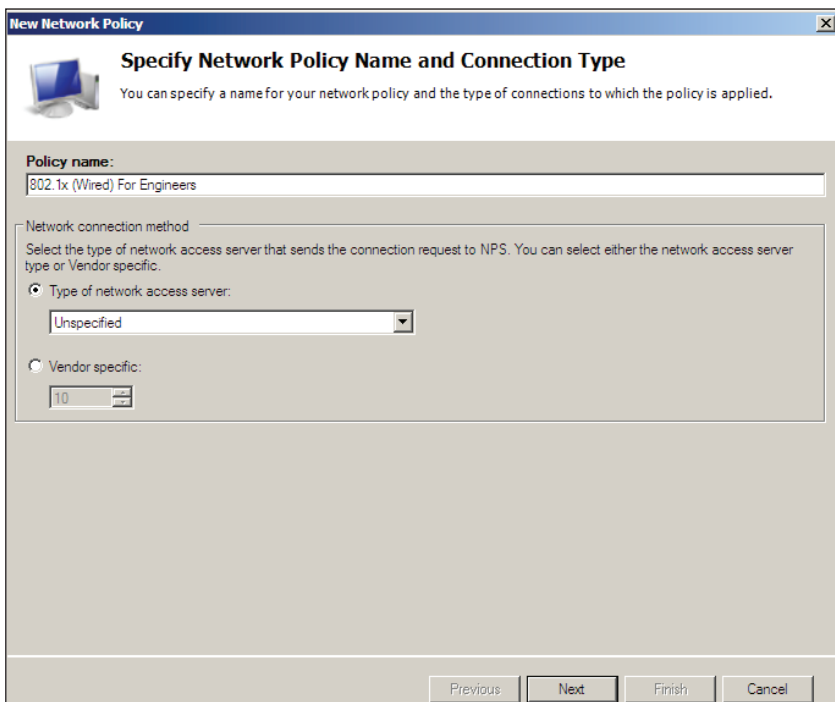 New Network Policy
Specify Network Policy Name and Connection Type
You can specify a name for your network policy and the type of connections to which the policy is applied.
Policy name:
802.1x (Wired) For Engineers
Network connection method
Select the type of network access server that sends the connection request to NPS. You can select either the network access server
type or Vendor specific.
Type of network access server:
Unspecified
Vendor specific:
10
Previous Next Finish Cancel